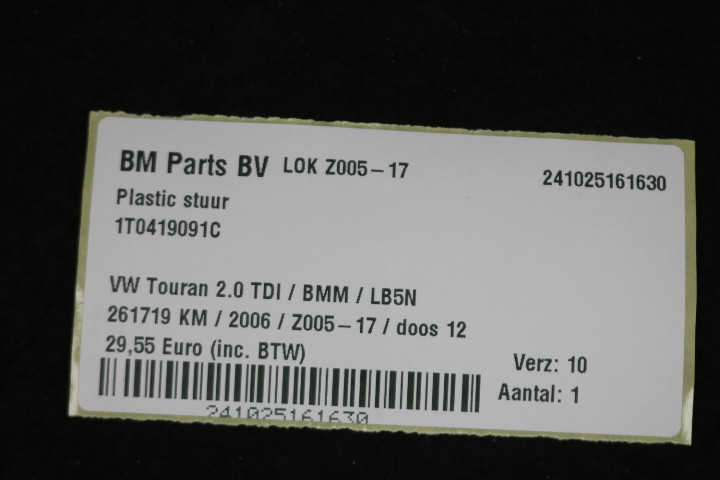 BM Parts BV LOK Z005-17 241025161630
Plastic stuur
1T0419091C
VW Touran 2.0 TDI / BMM / LB5N
261719 KM / 2006 / Z005-17 / doos 12
29,55 Euro (inc. BTW)
Verz: 10
Aantal: 1
241025161630